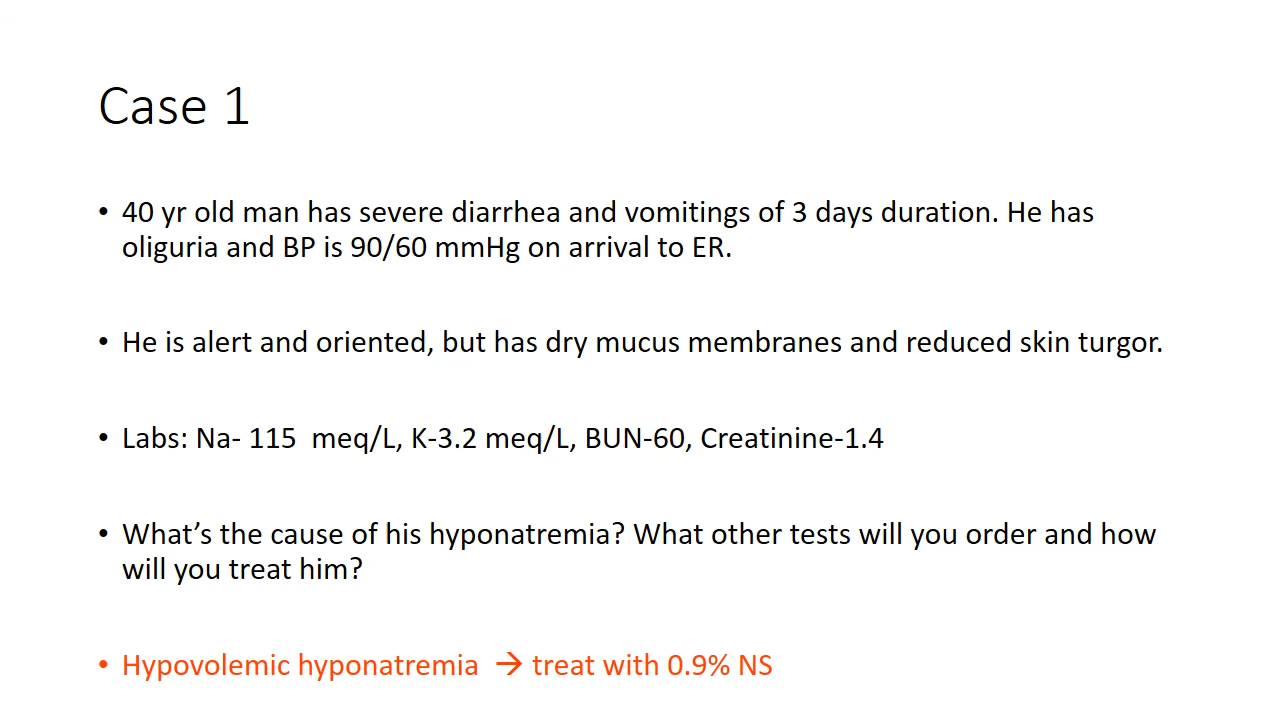 Case 1
• 40 yr old man has severe diarrhea and vomitings of 3 days duration. He has
oliguria and BP is 90/60 mmHg on arrival to ER.
• He is alert and oriented, but has dry mucus membranes and reduced skin turgor.
• Labs: Na- 115  meq/L, K-3.2 meq/L, BUN-60, Creatinine-1.4
• What’s the cause of his hyponatremia? What other tests will you order and how
will you treat him?
• Hypovolemic hyponatremia → treat with 0.9% NS